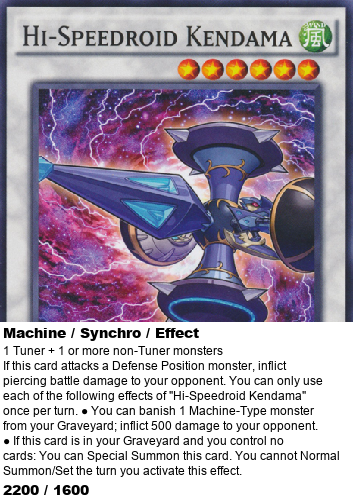 HI-SPEEDROID KENDAMA 風
Machine / Synchro / Effect
1 Tuner + 1 or more non-Tuner monsters
If this card attacks a Defense Position monster, inflict
piercing battle damage to your opponent. You can only use
each of the following effects of "Hi-Speedroid Kendama"
once per turn. ● You can banish 1 Machine-Type monster
from your Graveyard; inflict 500 damage to your opponent.
● If this card is in your Graveyard and you control no
cards: You can Special Summon this card. You cannot Normal
Summon/Set the turn you activate this effect.
2200 / 1600